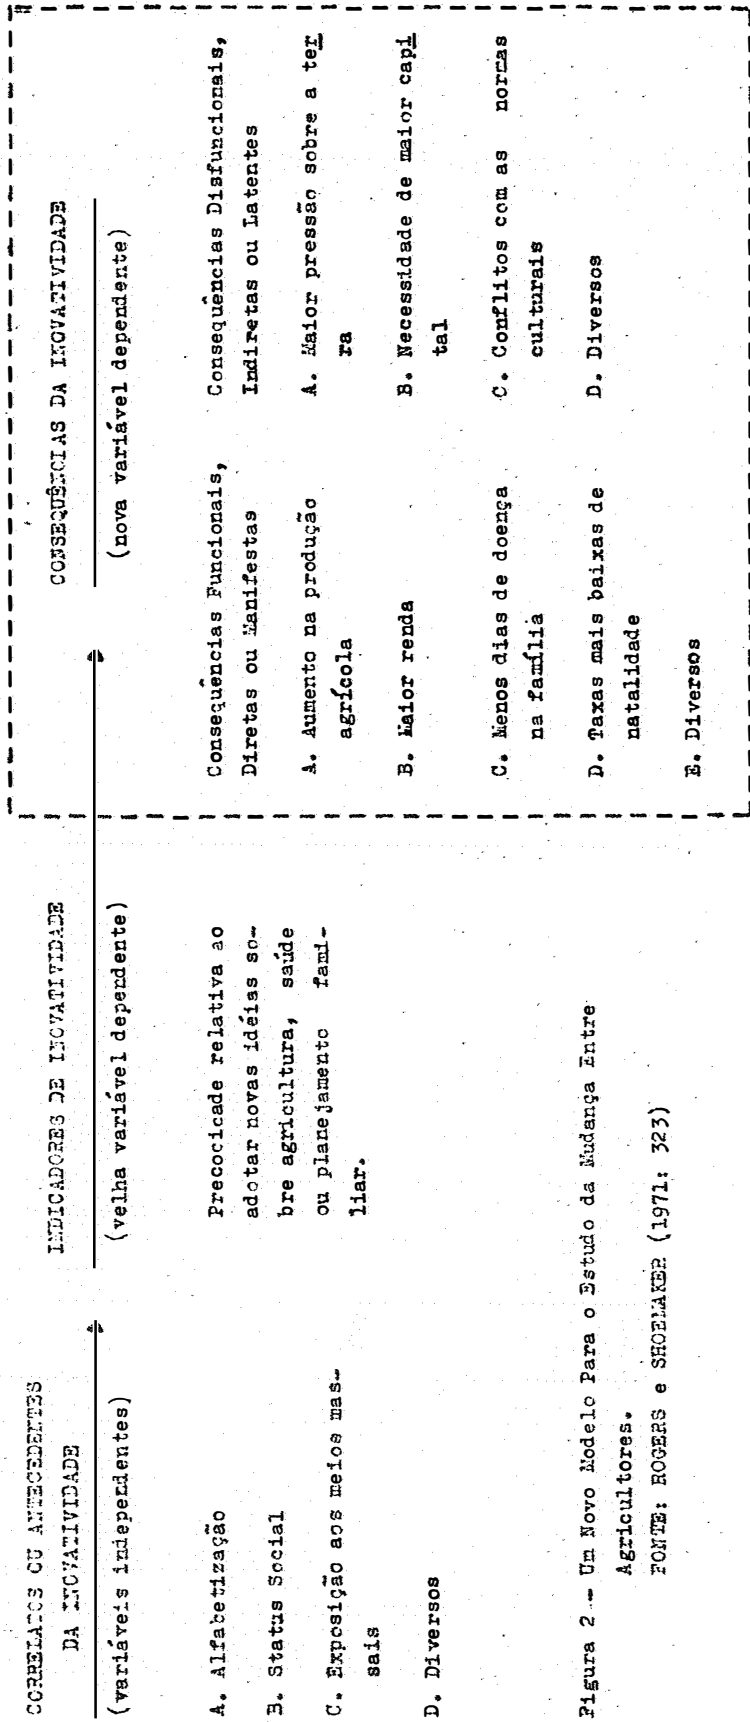 CORRELATOS OU ANTECEDENTES
DA INOVATIVIDADE
(variáveis independentes)
A. Alfabetização
B. Status Social
C. Exposição aos meios mas-
sais
D. Diversos
INDICADORES DE INOVATIVIDADE
(velha variável dependente)
Precocicade relativa ao
adotar novas idéias so-
bre agricultura, saúde
ou planejamento fami-
liar.
CONSEQUÊNCIAS DA INOVATIVIDADE
(nova variável dependente)
Consequências Funcionais,
Diretas ou Manifestas
A. Aumento na produção
agrícola
B. Maior renda
C. Menos dias de doença
na família
D. Taxas mais baixas de
natalidade
E. Diversos
Consequências Disfuncionais,
Indiretas ou Latentes
A. Maior pressão sobre a ter
ra
B. Necessidade de maior capi
tal
C. Conflitos com as normas
culturais
D. Diversos
Figura 2 -- Um Novo Modelo Para o Estudo da Mudança Entre
Agricultores.
FONTE: ROGERS e SHOEMAKER (1971: 323)